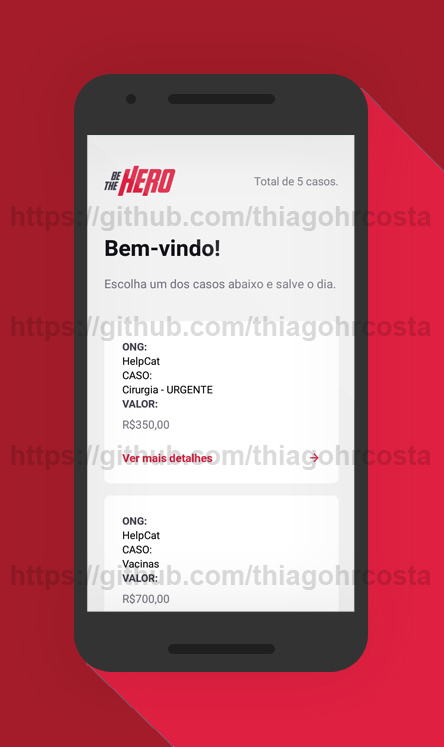 BE THE HERO
Total de 5 casos.
https://github.com/thiagohrcosta
Bem-vindo!
Escolha um dos casos abaixo e salve o dia.
https://github.com/thiagohrcosta
ONG:
HelpCat
CASO:
Cirurgia - URGENTE
VALOR:
R$350,00
Ver mais detalhes →
https://github.com/thiagohrcosta
ONG:
HelpCat
CASO:
Vacinas
VALOR:
https://github.com/thiagohrcosta
R$700,00